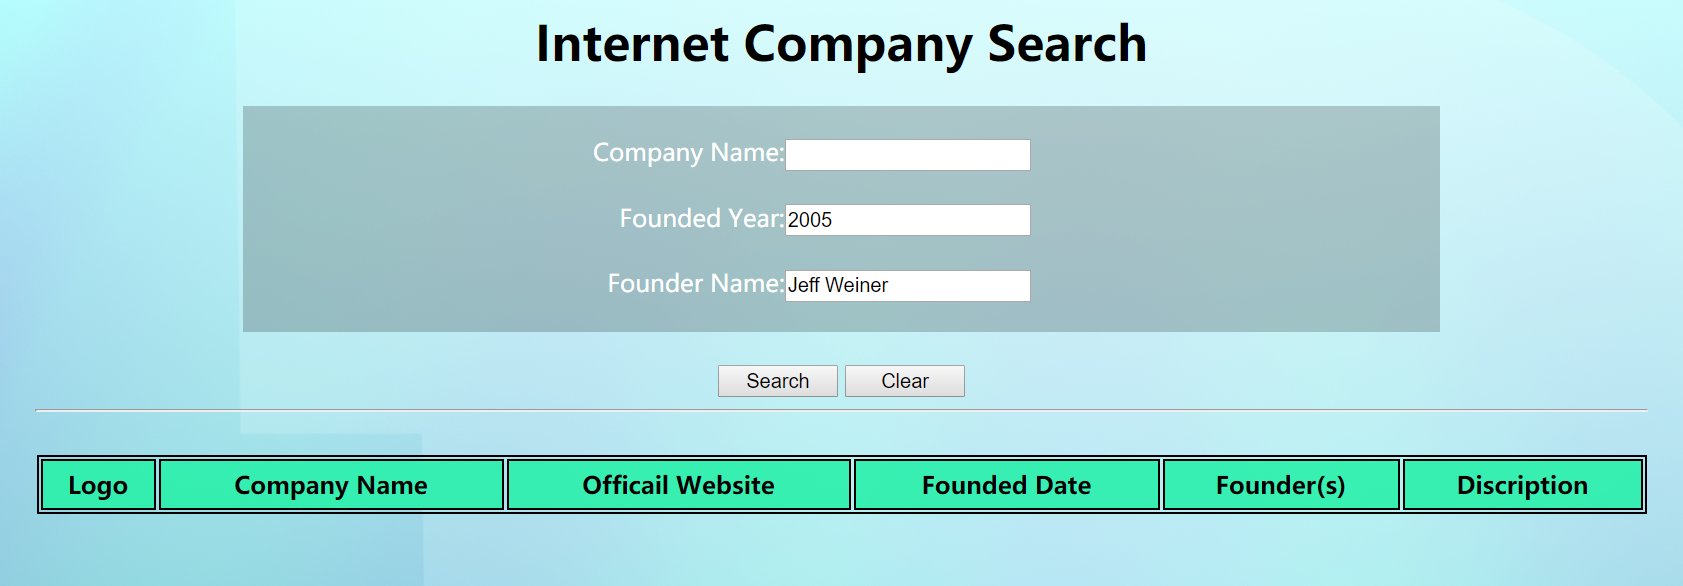 Internet Company Search
Company Name:
Founded Year: 2005
Founder Name: Jeff Weiner
Search Clear
Logo Company Name Officail Website Founded Date Founder(s) Discription